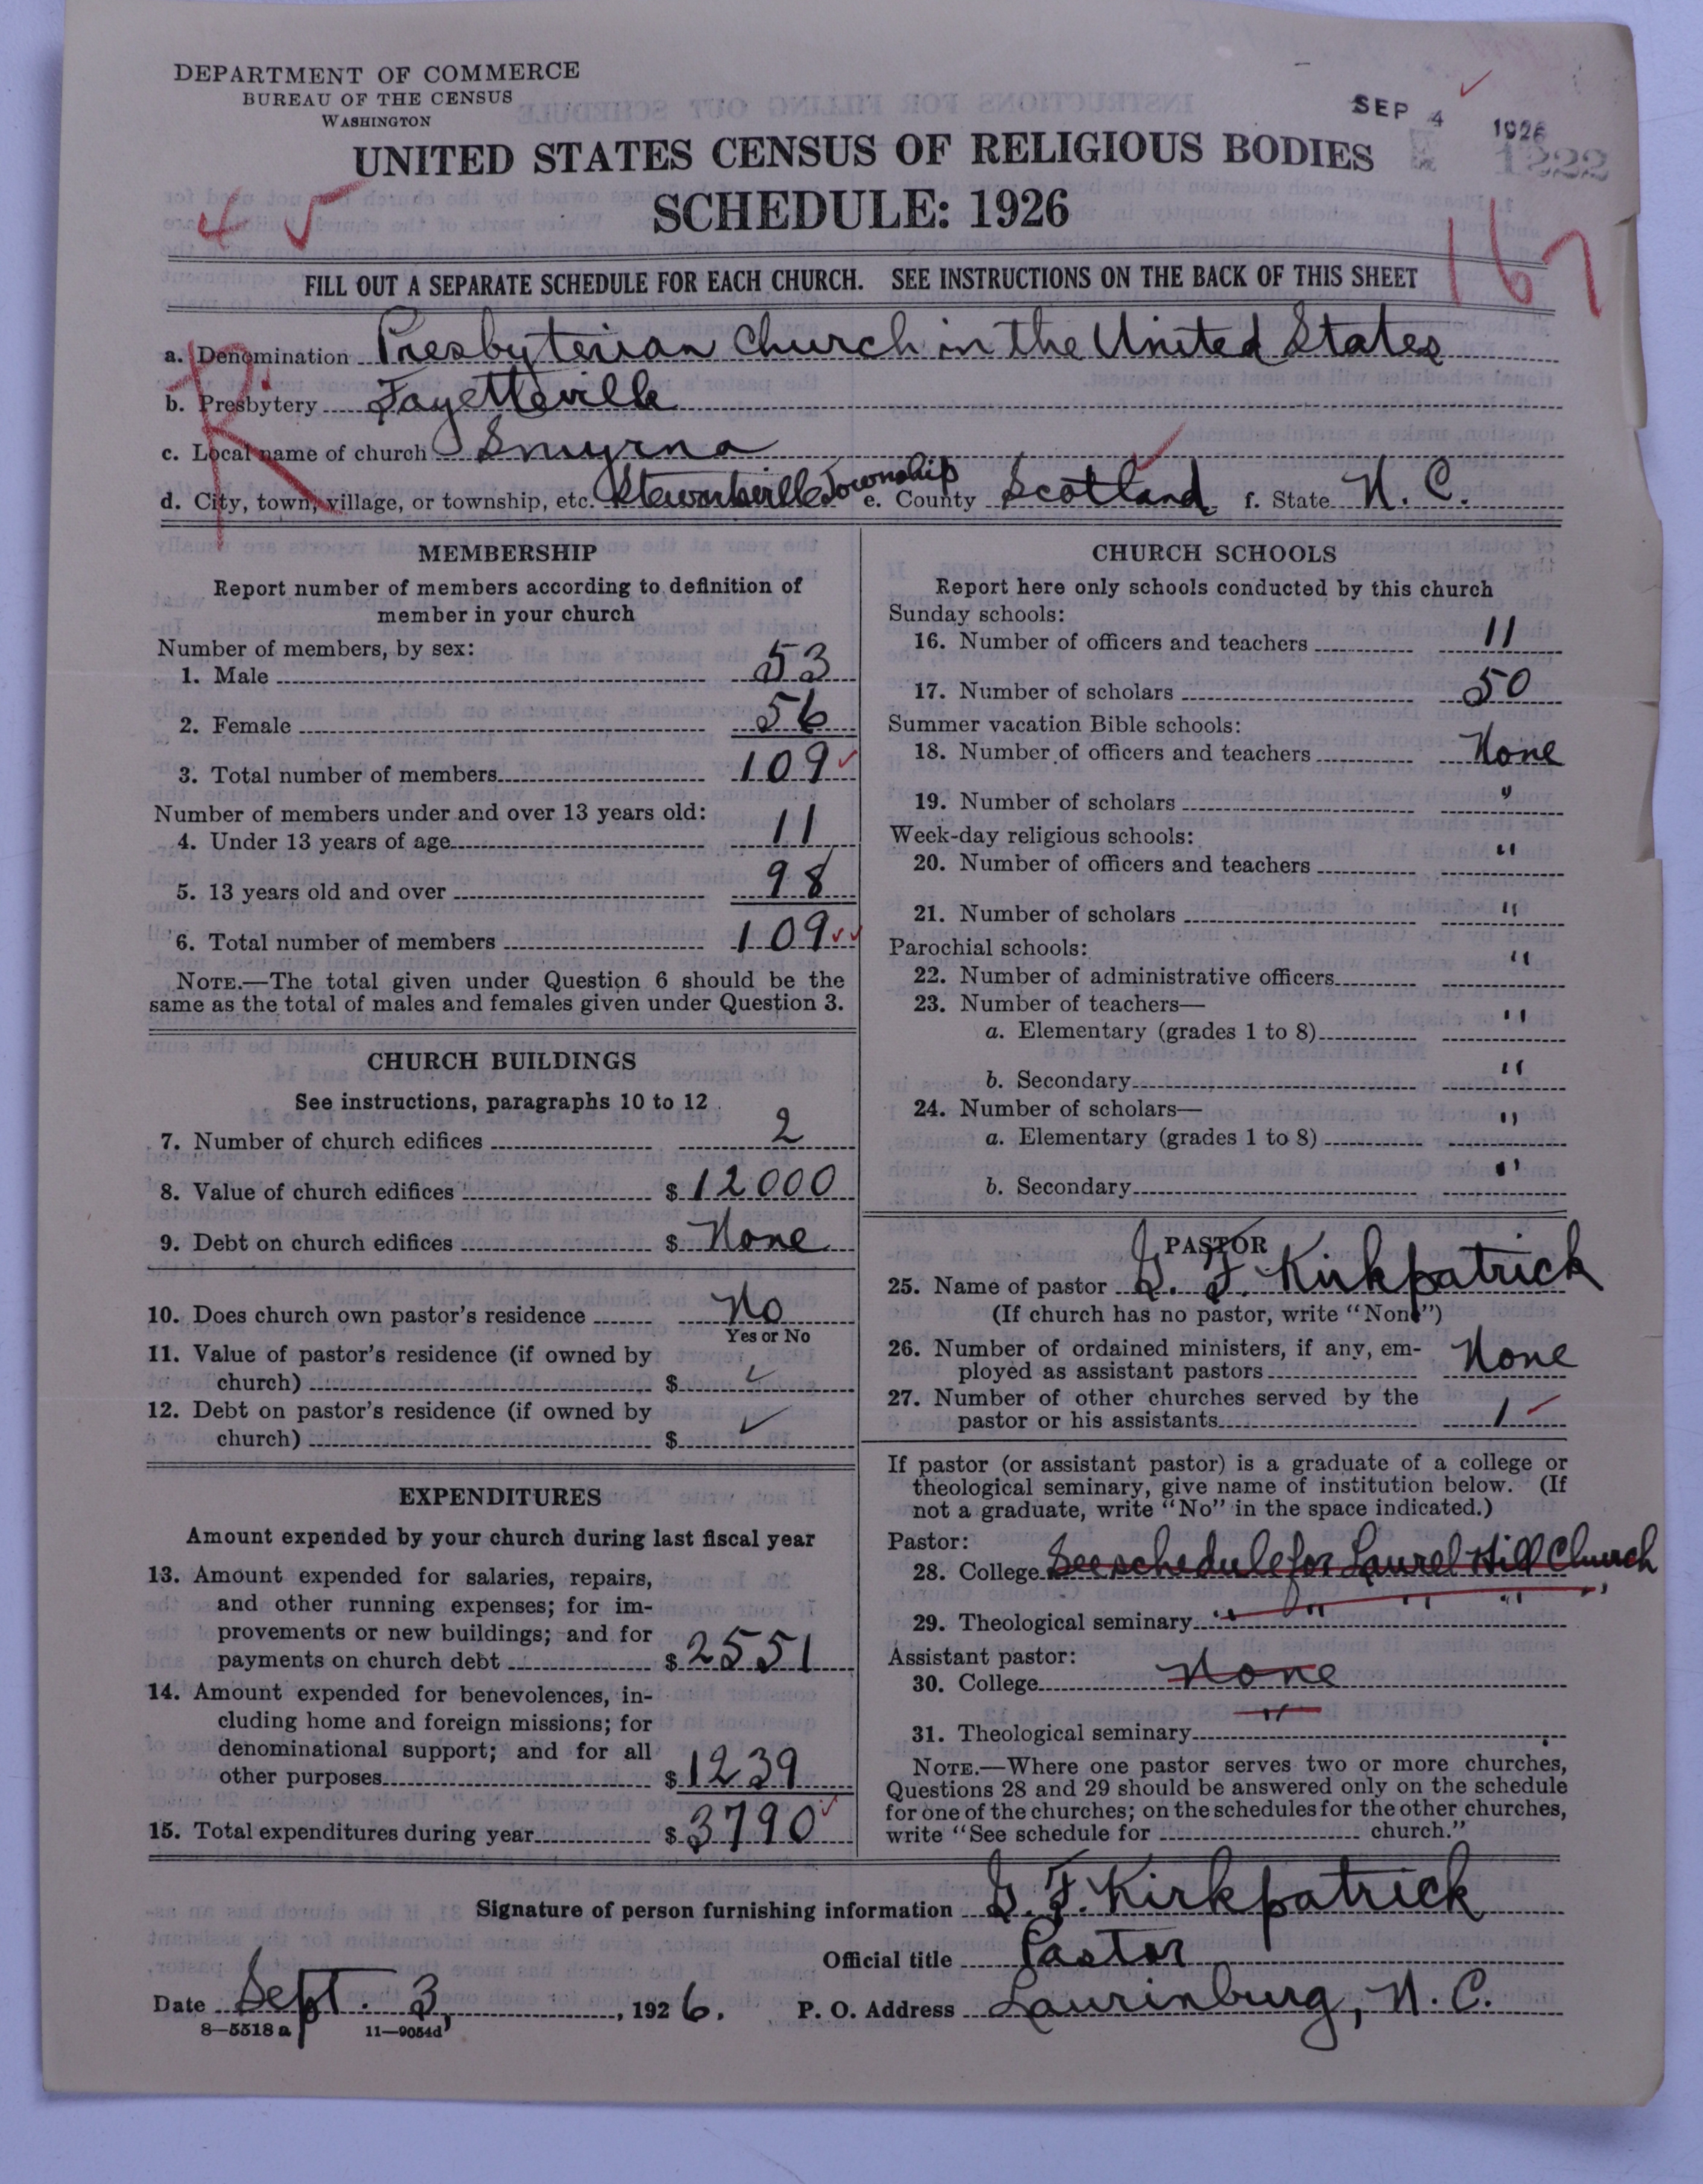 DEPARTMENT OF COMMERCE
BUREAU OF THE CENSUS
WASHINGTON
SEP 4 1926
UNITED STATES CENSUS OF RELIGIOUS BODIES
SCHEDULE: 1926
167
FILL OUT A SEPARATE SCHEDULE FOR EACH CHURCH. SEE INSTRUCTIONS ON THE BACK OF THIS SHEET
R
a. Denomination Presbyterian Church in the United States
b. Presbytery Fayetteville
c. Local name of church Smyrna
d. City, town, village, or township, etc. Stewartsville Township e. County Scotland f. State N. C.
MEMBERSHIP
Report number of members according to definition of
member in your church
Number of members, by sex:
1. Male 53
2. Female 56
3. Total number of members 109
Number of members under and over 13 years old:
4. Under 13 years of age 11
5. 13 years old and over 98
6. Total number of members 109
NOTE.—The total given under Question 6 should be the
same as the total of males and females given under Question 3.
CHURCH BUILDINGS
See instructions, paragraphs 10 to 12
7. Number of church edifices 2
8. Value of church edifices $ 12000
9. Debt on church edifices $ None
10. Does church own pastor's residence No
Yes or No
11. Value of pastor's residence (if owned by
church) $ ✓
12. Debt on pastor's residence (if owned by
church) $ ✓
EXPENDITURES
Amount expended by your church during last fiscal year
13. Amount expended for salaries, repairs,
and other running expenses; for im-
provements or new buildings; and for
payments on church debt $ 2551
14. Amount expended for benevolences, in-
cluding home and foreign missions; for
denominational support; and for all
other purposes $ 1239
15. Total expenditures during year $ 3790
CHURCH SCHOOLS
Report here only schools conducted by this church
Sunday schools:
16. Number of officers and teachers 11
17. Number of scholars 50
Summer vacation Bible schools:
18. Number of officers and teachers None
19. Number of scholars "
Week-day religious schools:
20. Number of officers and teachers "
21. Number of scholars "
Parochial schools:
22. Number of administrative officers "
23. Number of teachers—
a. Elementary (grades 1 to 8) "
b. Secondary "
24. Number of scholars—
a. Elementary (grades 1 to 8) "
b. Secondary "
PASTOR
25. Name of pastor G. F. Kirkpatrick
(If church has no pastor, write "None")
26. Number of ordained ministers, if any, em-
ployed as assistant pastors None
27. Number of other churches served by the
pastor or his assistants 1
If pastor (or assistant pastor) is a graduate of a college or
theological seminary, give name of institution below. (If
not a graduate, write "No" in the space indicated.)
Pastor:
28. College See schedule for Laurel Hill Church
29. Theological seminary " " " " "
Assistant pastor:
30. College None
31. Theological seminary "
NOTE.—Where one pastor serves two or more churches,
Questions 28 and 29 should be answered only on the schedule
for one of the churches; on the schedules for the other churches,
write "See schedule for church."
Signature of person furnishing information G. F. Kirkpatrick
Official title Pastor
Date Sept. 3, 1926. P. O. Address Laurinburg, N. C.
8—5518 a 11—9054d